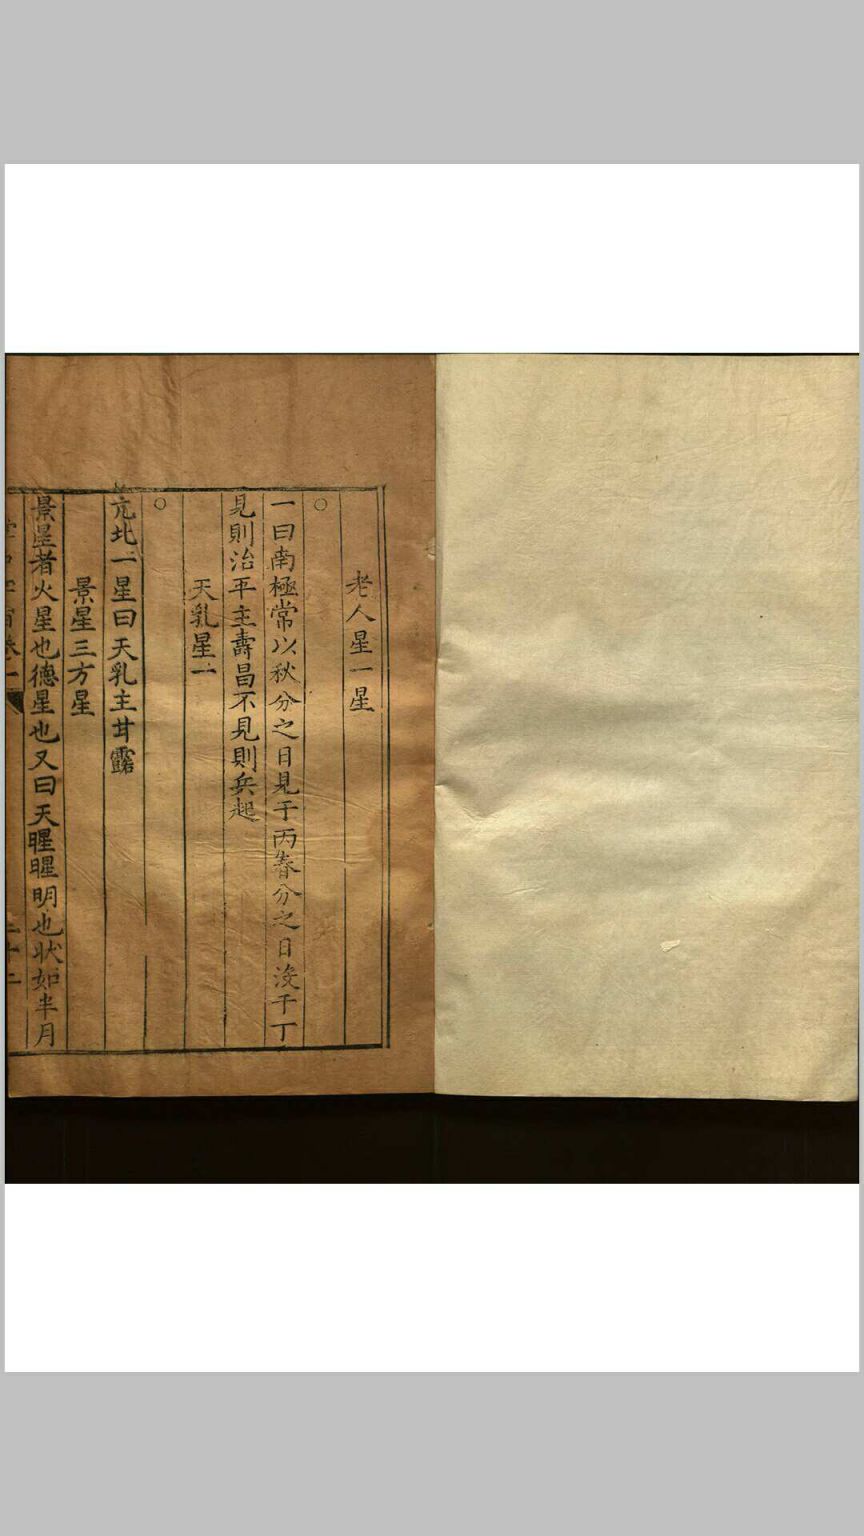 老人星一星
○
一曰南極常以秋分之日見于丙春分之日沒于丁
見則治平主壽昌不見則兵起
天乳星一
○
亢北一星曰天乳主甘露
景星三方星
景星者火星也德星也又曰天暒暒明也狀如半月